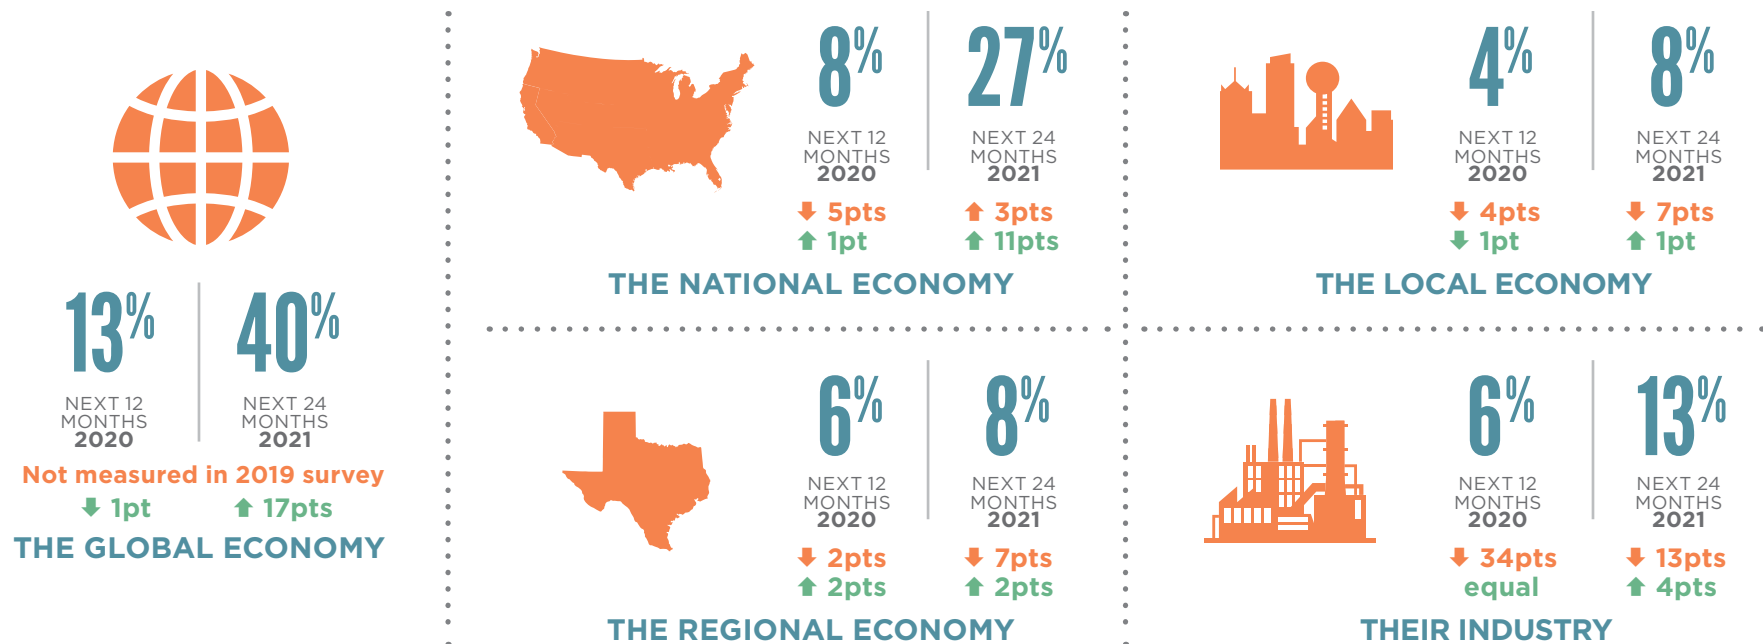 13% 40%
NEXT 12 MONTHS 2020
NEXT 24 MONTHS 2021
Not measured in 2019 survey
1pt 17pts
THE GLOBAL ECONOMY
8% 27%
NEXT 12 MONTHS 2020
NEXT 24 MONTHS 2021
5pts 3pts
1pt 11pts
THE NATIONAL ECONOMY
4% 8%
NEXT 12 MONTHS 2020
NEXT 24 MONTHS 2021
4pts 7pts
1pt 1pt
THE LOCAL ECONOMY
6% 8%
NEXT 12 MONTHS 2020
NEXT 24 MONTHS 2021
2pts 7pts
2pts 2pts
THE REGIONAL ECONOMY
6% 13%
NEXT 12 MONTHS 2020
NEXT 24 MONTHS 2021
34pts 13pts
equal 4pts
THEIR INDUSTRY